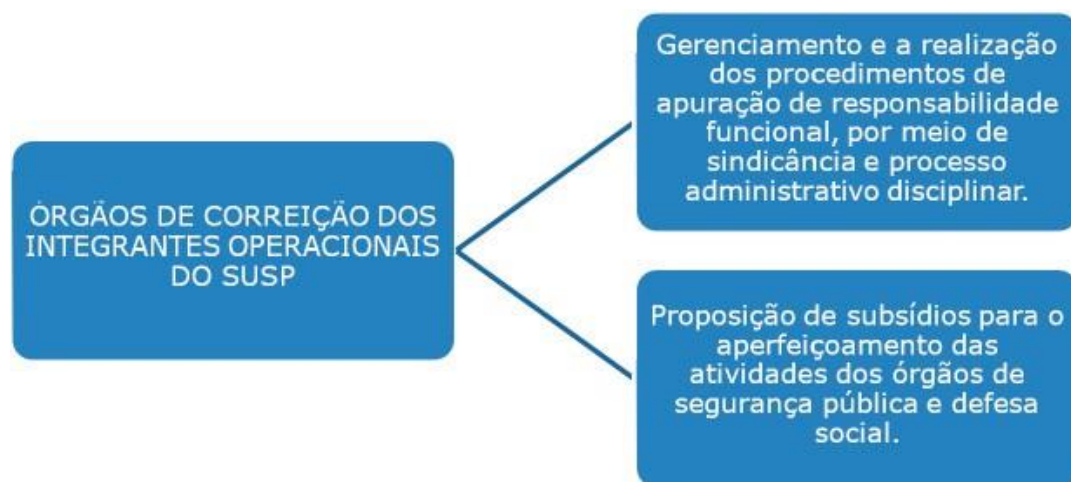 ÓRGÃOS DE CORREIÇÃO DOS
INTEGRANTES OPERACIONAIS
DO SUSP
Gerenciamento e a realização
dos procedimentos de
apuração de responsabilidade
funcional, por meio de
sindicância e processo
administrativo disciplinar.
Proposição de subsídios para o
aperfeiçoamento das
atividades dos órgãos de
segurança pública e defesa
social.